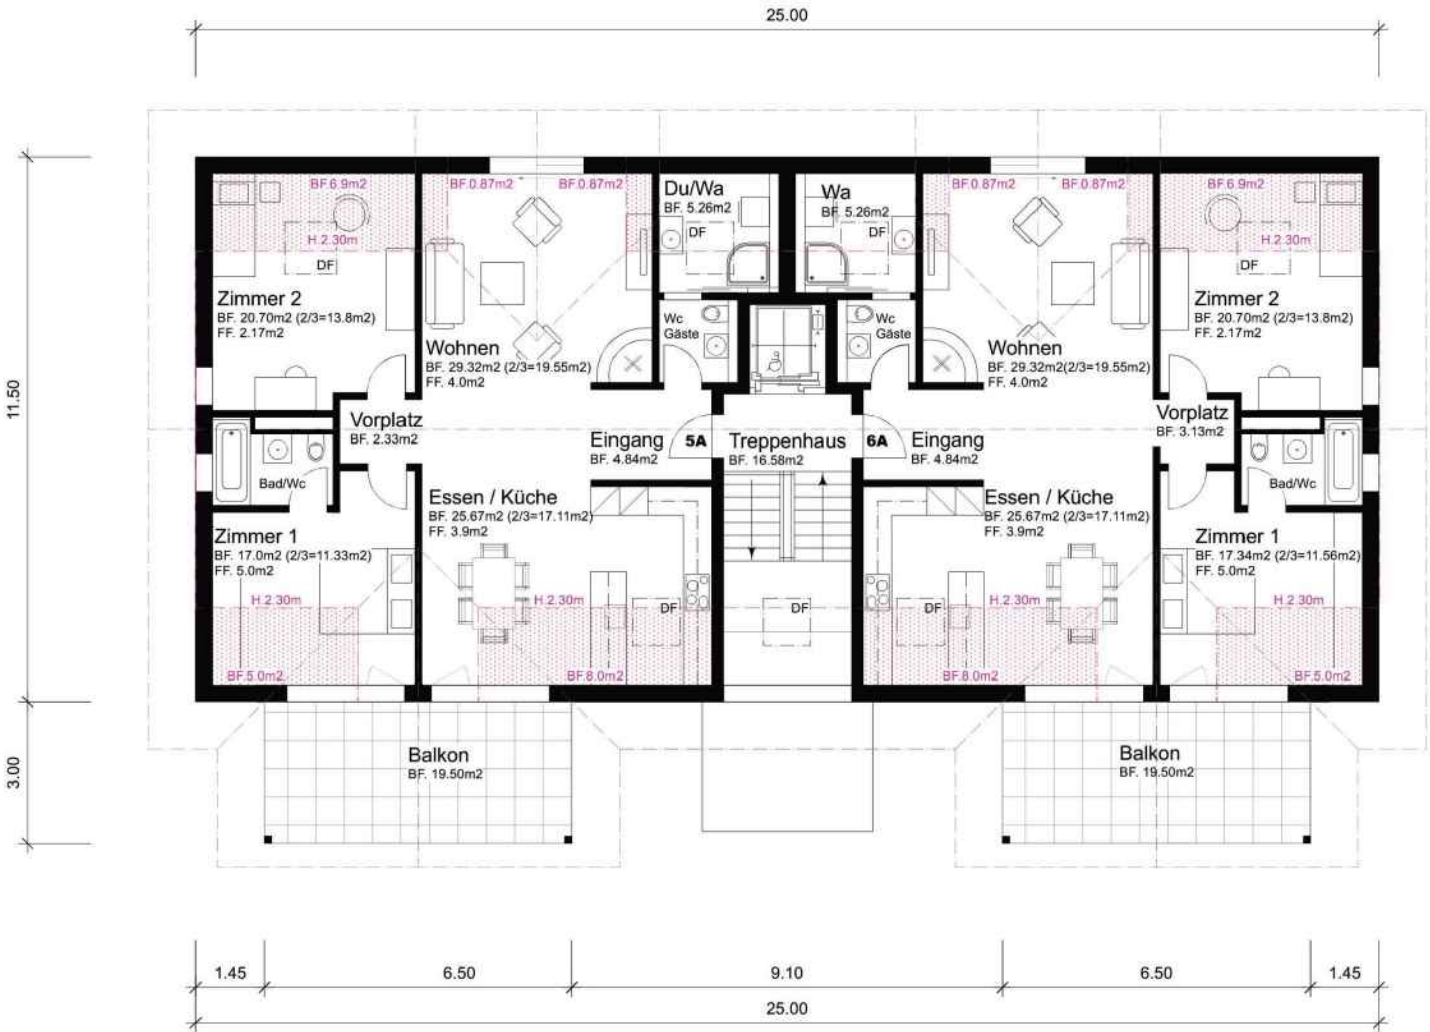 25.00
11.50
3.00
BF.6.9m2
H.2.30m
DF
Zimmer 2
BF. 20.70m2 (2/3=13.8m2)
FF. 2.17m2
BF.0.87m2
BF.0.87m2
Wohnen
BF. 29.32m2 (2/3=19.55m2)
FF. 4.0m2
Du/Wa
BF. 5.26m2
DF
Wc
Gäste
Wa
BF. 5.26m2
DF
Wc
Gäste
BF.0.87m2
BF.0.87m2
Wohnen
BF. 29.32m2(2/3=19.55m2)
FF. 4.0m2
BF.6.9m2
H.2.30m
DF
Zimmer 2
BF. 20.70m2 (2/3=13.8m2)
FF. 2.17m2
Vorplatz
BF. 2.33m2
Eingang
BF. 4.84m2
5A
Treppenhaus
BF. 16.58m2
6A
Eingang
BF. 4.84m2
Vorplatz
BF. 3.13m2
Bad/Wc
Bad/Wc
Zimmer 1
BF. 17.0m2 (2/3=11.33m2)
FF. 5.0m2
H.2.30m
BF.5.0m2
Essen / Küche
BF. 25.67m2 (2/3=17.11m2)
FF. 3.9m2
H.2.30m
DF
BF.8.0m2
DF
Essen / Küche
BF. 25.67m2 (2/3=17.11m2)
FF. 3.9m2
H.2.30m
DF
BF.8.0m2
Zimmer 1
BF. 17.34m2 (2/3=11.56m2)
FF. 5.0m2
H.2.30m
BF.5.0m2
Balkon
BF. 19.50m2
Balkon
BF. 19.50m2
1.45
6.50
9.10
6.50
1.45
25.00